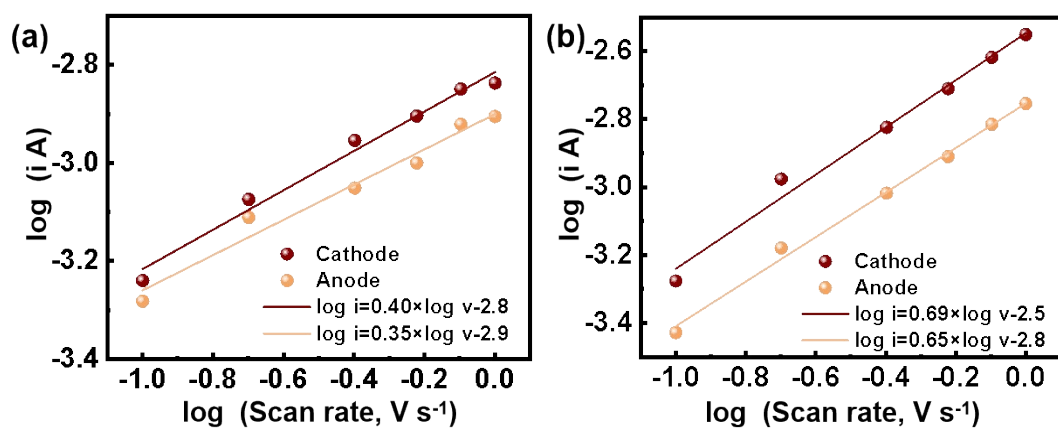 (a)
log (i A)
-2.8
-3.0
-3.2
-3.4
Cathode
Anode
log i=0.40×log v-2.8
log i=0.35×log v-2.9
-1.0 -0.8 -0.6 -0.4 -0.2 0.0
log (Scan rate, V s⁻¹)
(b)
log (i A)
-2.6
-2.8
-3.0
-3.2
-3.4
Cathode
Anode
log i=0.69×log v-2.5
log i=0.65×log v-2.8
-1.0 -0.8 -0.6 -0.4 -0.2 0.0
log (Scan rate, V s⁻¹)